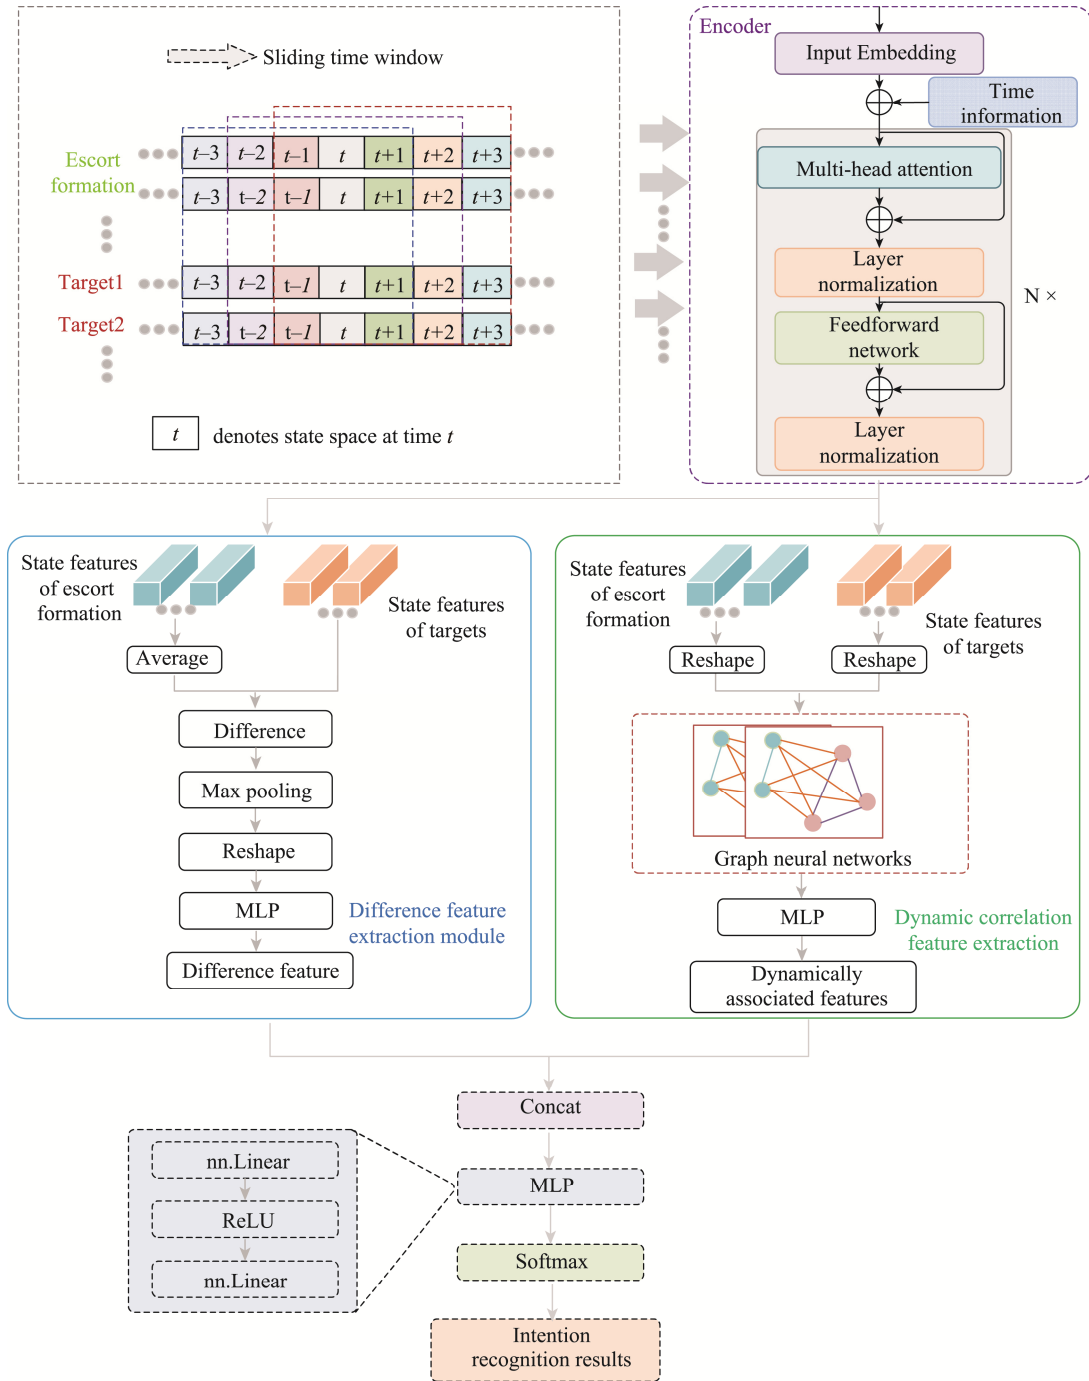 Sliding time window
Escort
formation
t–3 t–2 t–1 t t+1 t+2 t+3
t–3 t–2 t–1 t t+1 t+2 t+3
Target1
t–3 t–2 t–1 t t+1 t+2 t+3
Target2
t–3 t–2 t–1 t t+1 t+2 t+3
t denotes state space at time t
Encoder
Input Embedding
Time
information
Multi-head attention
Layer
normalization
N ×
Feedforward
network
Layer
normalization
State features
of escort
formation
State features
of targets
Average
Difference
Max pooling
Reshape
MLP
Difference feature
Difference feature
extraction module
State features
of escort
formation
State features
of targets
Reshape
Reshape
Graph neural networks
MLP
Dynamically
associated features
Dynamic correlation
feature extraction
Concat
MLP
nn.Linear
ReLU
nn.Linear
Softmax
Intention
recognition results